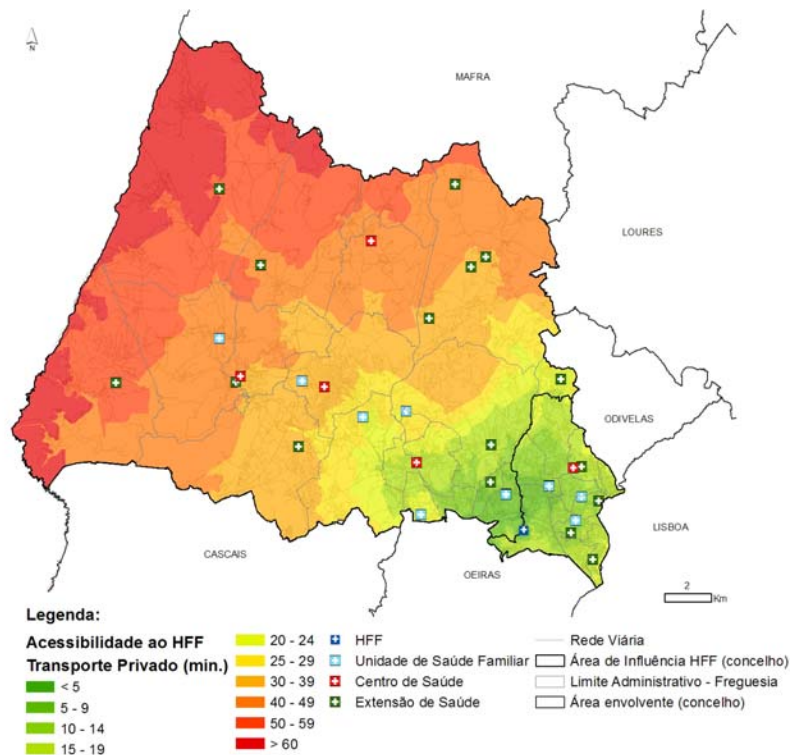 N
MAFRA
LOURES
ODIVELAS
LISBOA
CASCAIS
OEIRAS
2
Km
Legenda:
Acessibilidade ao HFF
Transporte Privado (min.)
< 5
5 - 9
10 - 14
15 - 19
20 - 24
25 - 29
30 - 39
40 - 49
50 - 59
> 60
HFF
Unidade de Saúde Familiar
Centro de Saúde
Extensão de Saúde
Rede Viária
Área de Influência HFF (concelho)
Limite Administrativo - Freguesia
Área envolvente (concelho)